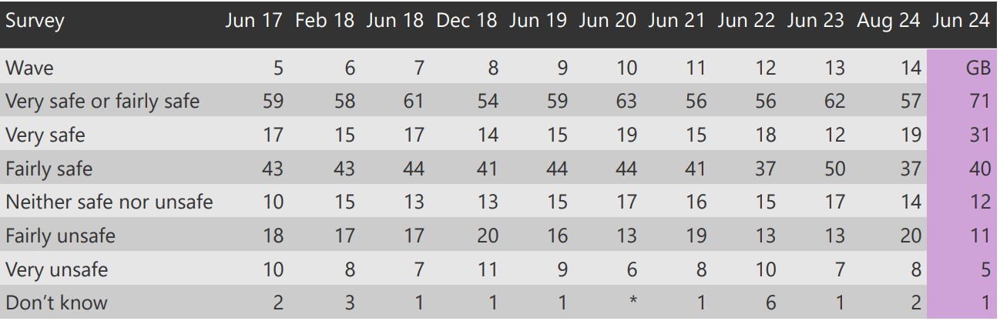 Survey Jun 17 Feb 18 Jun 18 Dec 18 Jun 19 Jun 20 Jun 21 Jun 22 Jun 23 Aug 24 Jun 24
Wave 5 6 7 8 9 10 11 12 13 14 GB
Very safe or fairly safe 59 58 61 54 59 63 56 56 62 57 71
Very safe 17 15 17 14 15 19 15 18 12 19 31
Fairly safe 43 43 44 41 44 44 41 37 50 37 40
Neither safe nor unsafe 10 15 13 13 15 17 16 15 17 14 12
Fairly unsafe 18 17 17 20 16 13 19 13 13 20 11
Very unsafe 10 8 7 11 9 6 8 10 7 8 5
Don’t know 2 3 1 1 1 * 1 6 1 2 1